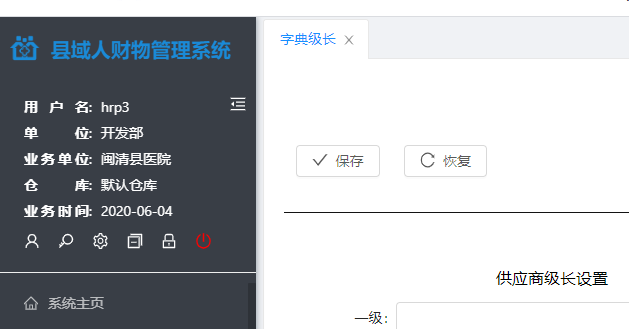 县域人财物管理系统
用户名: hrp3
单位: 开发部
业务单位: 闽清县医院
仓库: 默认仓库
业务时间: 2020-06-04
系统主页
字典级长
保存 恢复
供应商级长设置
一级: